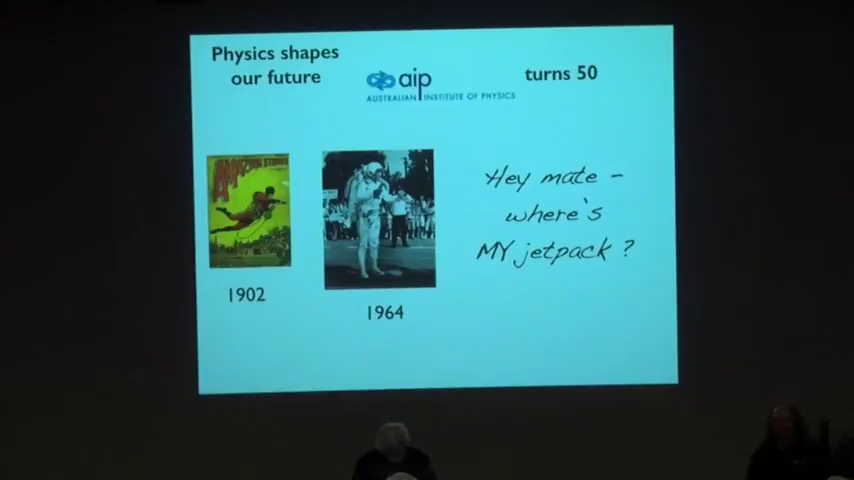 Physics shapes
our future
aip
AUSTRALIAN INSTITUTE OF PHYSICS
turns 50
Hey mate -
where's
MY jetpack ?
1902
1964